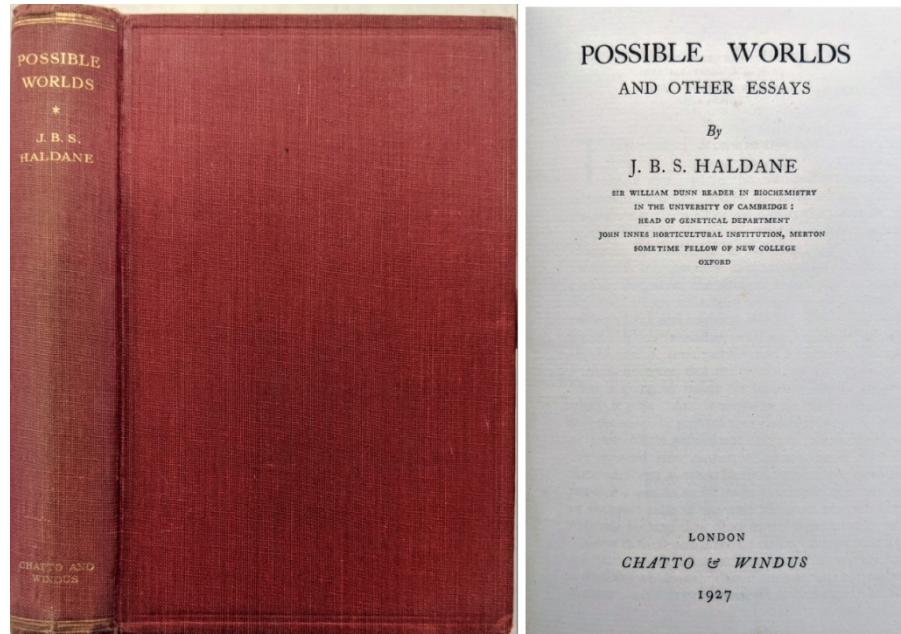 POSSIBLE
WORLDS
*
J. B. S.
HALDANE
CHATTO AND
WINDUS
POSSIBLE WORLDS
AND OTHER ESSAYS
By
J. B. S. HALDANE
SIR WILLIAM DUNN READER IN BIOCHEMISTRY
IN THE UNIVERSITY OF CAMBRIDGE :
HEAD OF GENETICAL DEPARTMENT
JOHN INNES HORTICULTURAL INSTITUTION, MERTON
SOMETIME FELLOW OF NEW COLLEGE
OXFORD
LONDON
CHATTO & WINDUS
1927